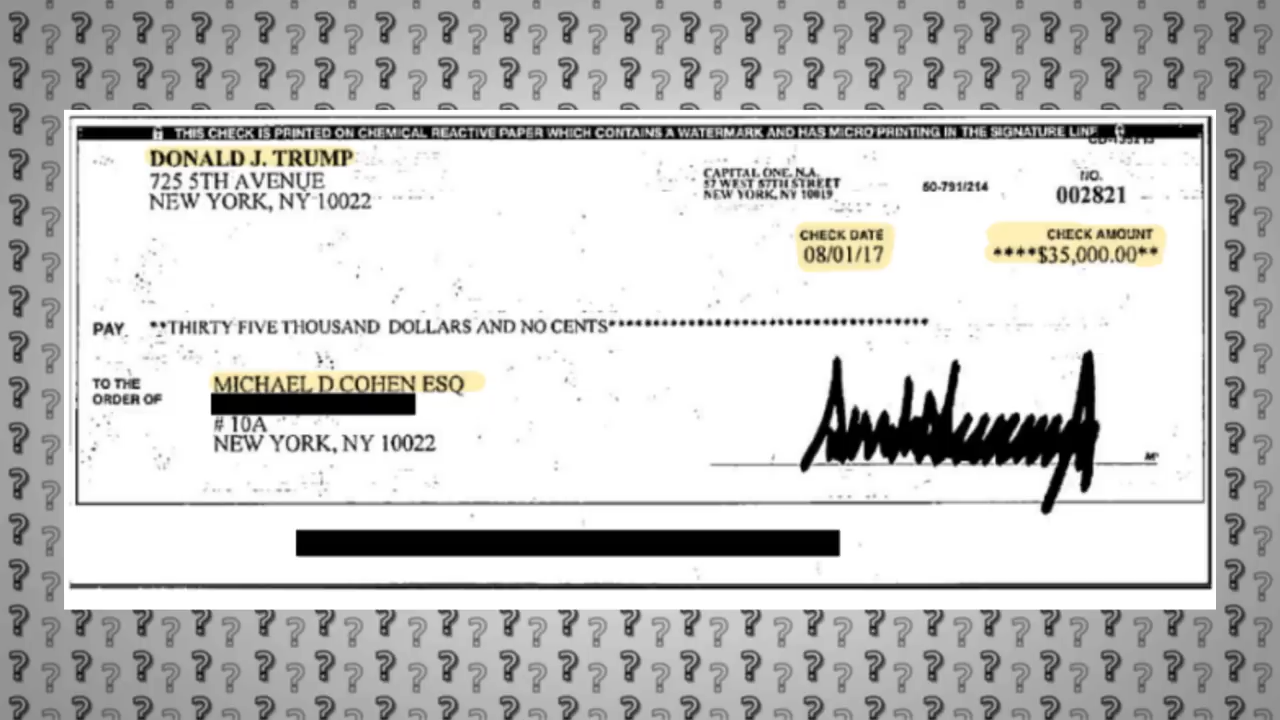 THIS CHECK IS PRINTED ON CHEMICAL REACTIVE PAPER WHICH CONTAINS A WATERMARK AND HAS MICRO PRINTING IN THE SIGNATURE LINE
DONALD J. TRUMP
725 5TH AVENUE
NEW YORK, NY 10022
CAPITAL ONE, N.A.
57 WEST 57TH STREET
NEW YORK, NY 10019
50-791/214
NO.
002821
CHECK DATE
08/01/17
CHECK AMOUNT
****$35,000.00**
PAY **THIRTY FIVE THOUSAND DOLLARS AND NO CENTS****************************************
TO THE
ORDER OF
MICHAEL D COHEN ESQ
# 10A
NEW YORK, NY 10022